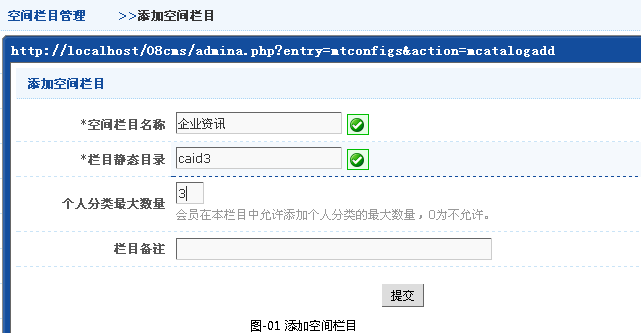 空间栏目管理 >>添加空间栏目
http://localhost/08cms/admina.php?entry=mtconfigs&action=mcatalogadd
添加空间栏目
*空间栏目名称 企业资讯
*栏目静态目录 caid3
个人分类最大数量 3
会员在本栏目中允许添加个人分类的最大数量，0为不允许。
栏目备注
提交
图-01 添加空间栏目